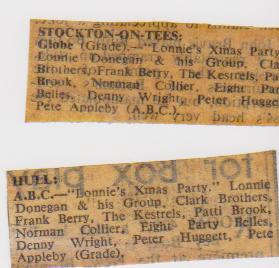 STOCKTON-ON-TEES:
Globe (Grade).—"Lonnie's Xmas Party
Lonnie Donegan & his Group, Cla
Brothers, Frank Berry, The Kestrels, Pa
Brook, Norman Collier, Eight Par
Belles, Denny Wright, Peter Hugge
Pete Appleby (A.B.C.)
HULL:
A.B.C.—"Lonnie's Xmas Party." Lonnie
Donegan & his Group, Clark Brothers,
Frank Berry, The Kestrels, Patti Brook,
Norman Collier, Eight Party Belles,
Denny Wright, Peter Huggett, Pete
Appleby (Grade).